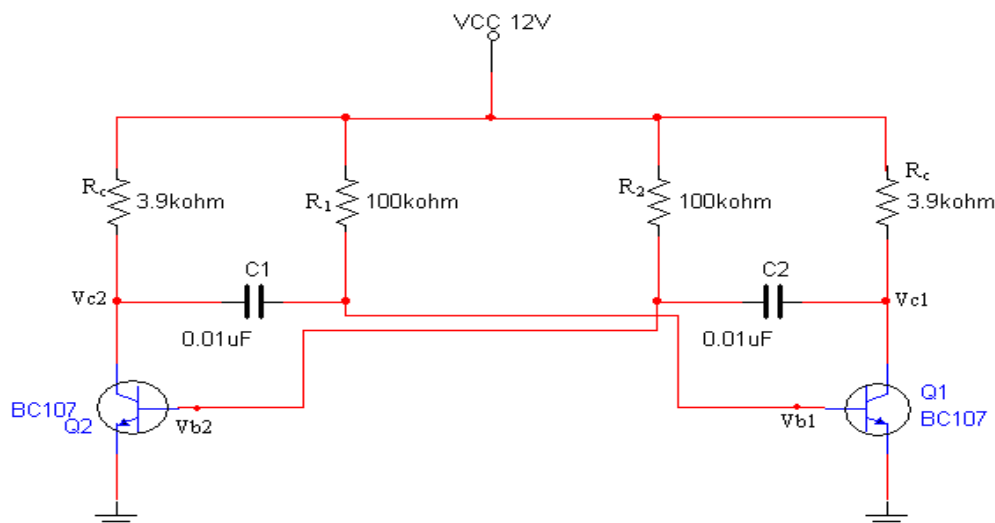 VCC 12V
Rc
3.9kohm
R1
100kohm
R2
100kohm
Rc
3.9kohm
C1
C2
Vc2
Vc1
0.01uF
0.01uF
BC107
Q2
Vb2
Vb1
Q1
BC107